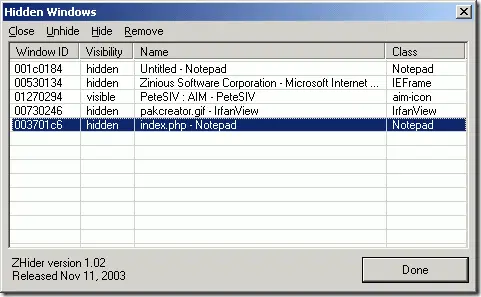 Hidden Windows
Close Unhide Hide Remove
Window ID Visibility Name Class
001c0184 hidden Untitled - Notepad Notepad
00530134 hidden Zinious Software Corporation - Microsoft Internet ... IEFrame
01270294 visible PeteSIV : AIM - PeteSIV aim-icon
00730246 hidden pakcreator.gif - IrfanView IrfanView
003701c6 hidden index.php - Notepad Notepad
ZHider version 1.02
Released Nov 11, 2003
Done